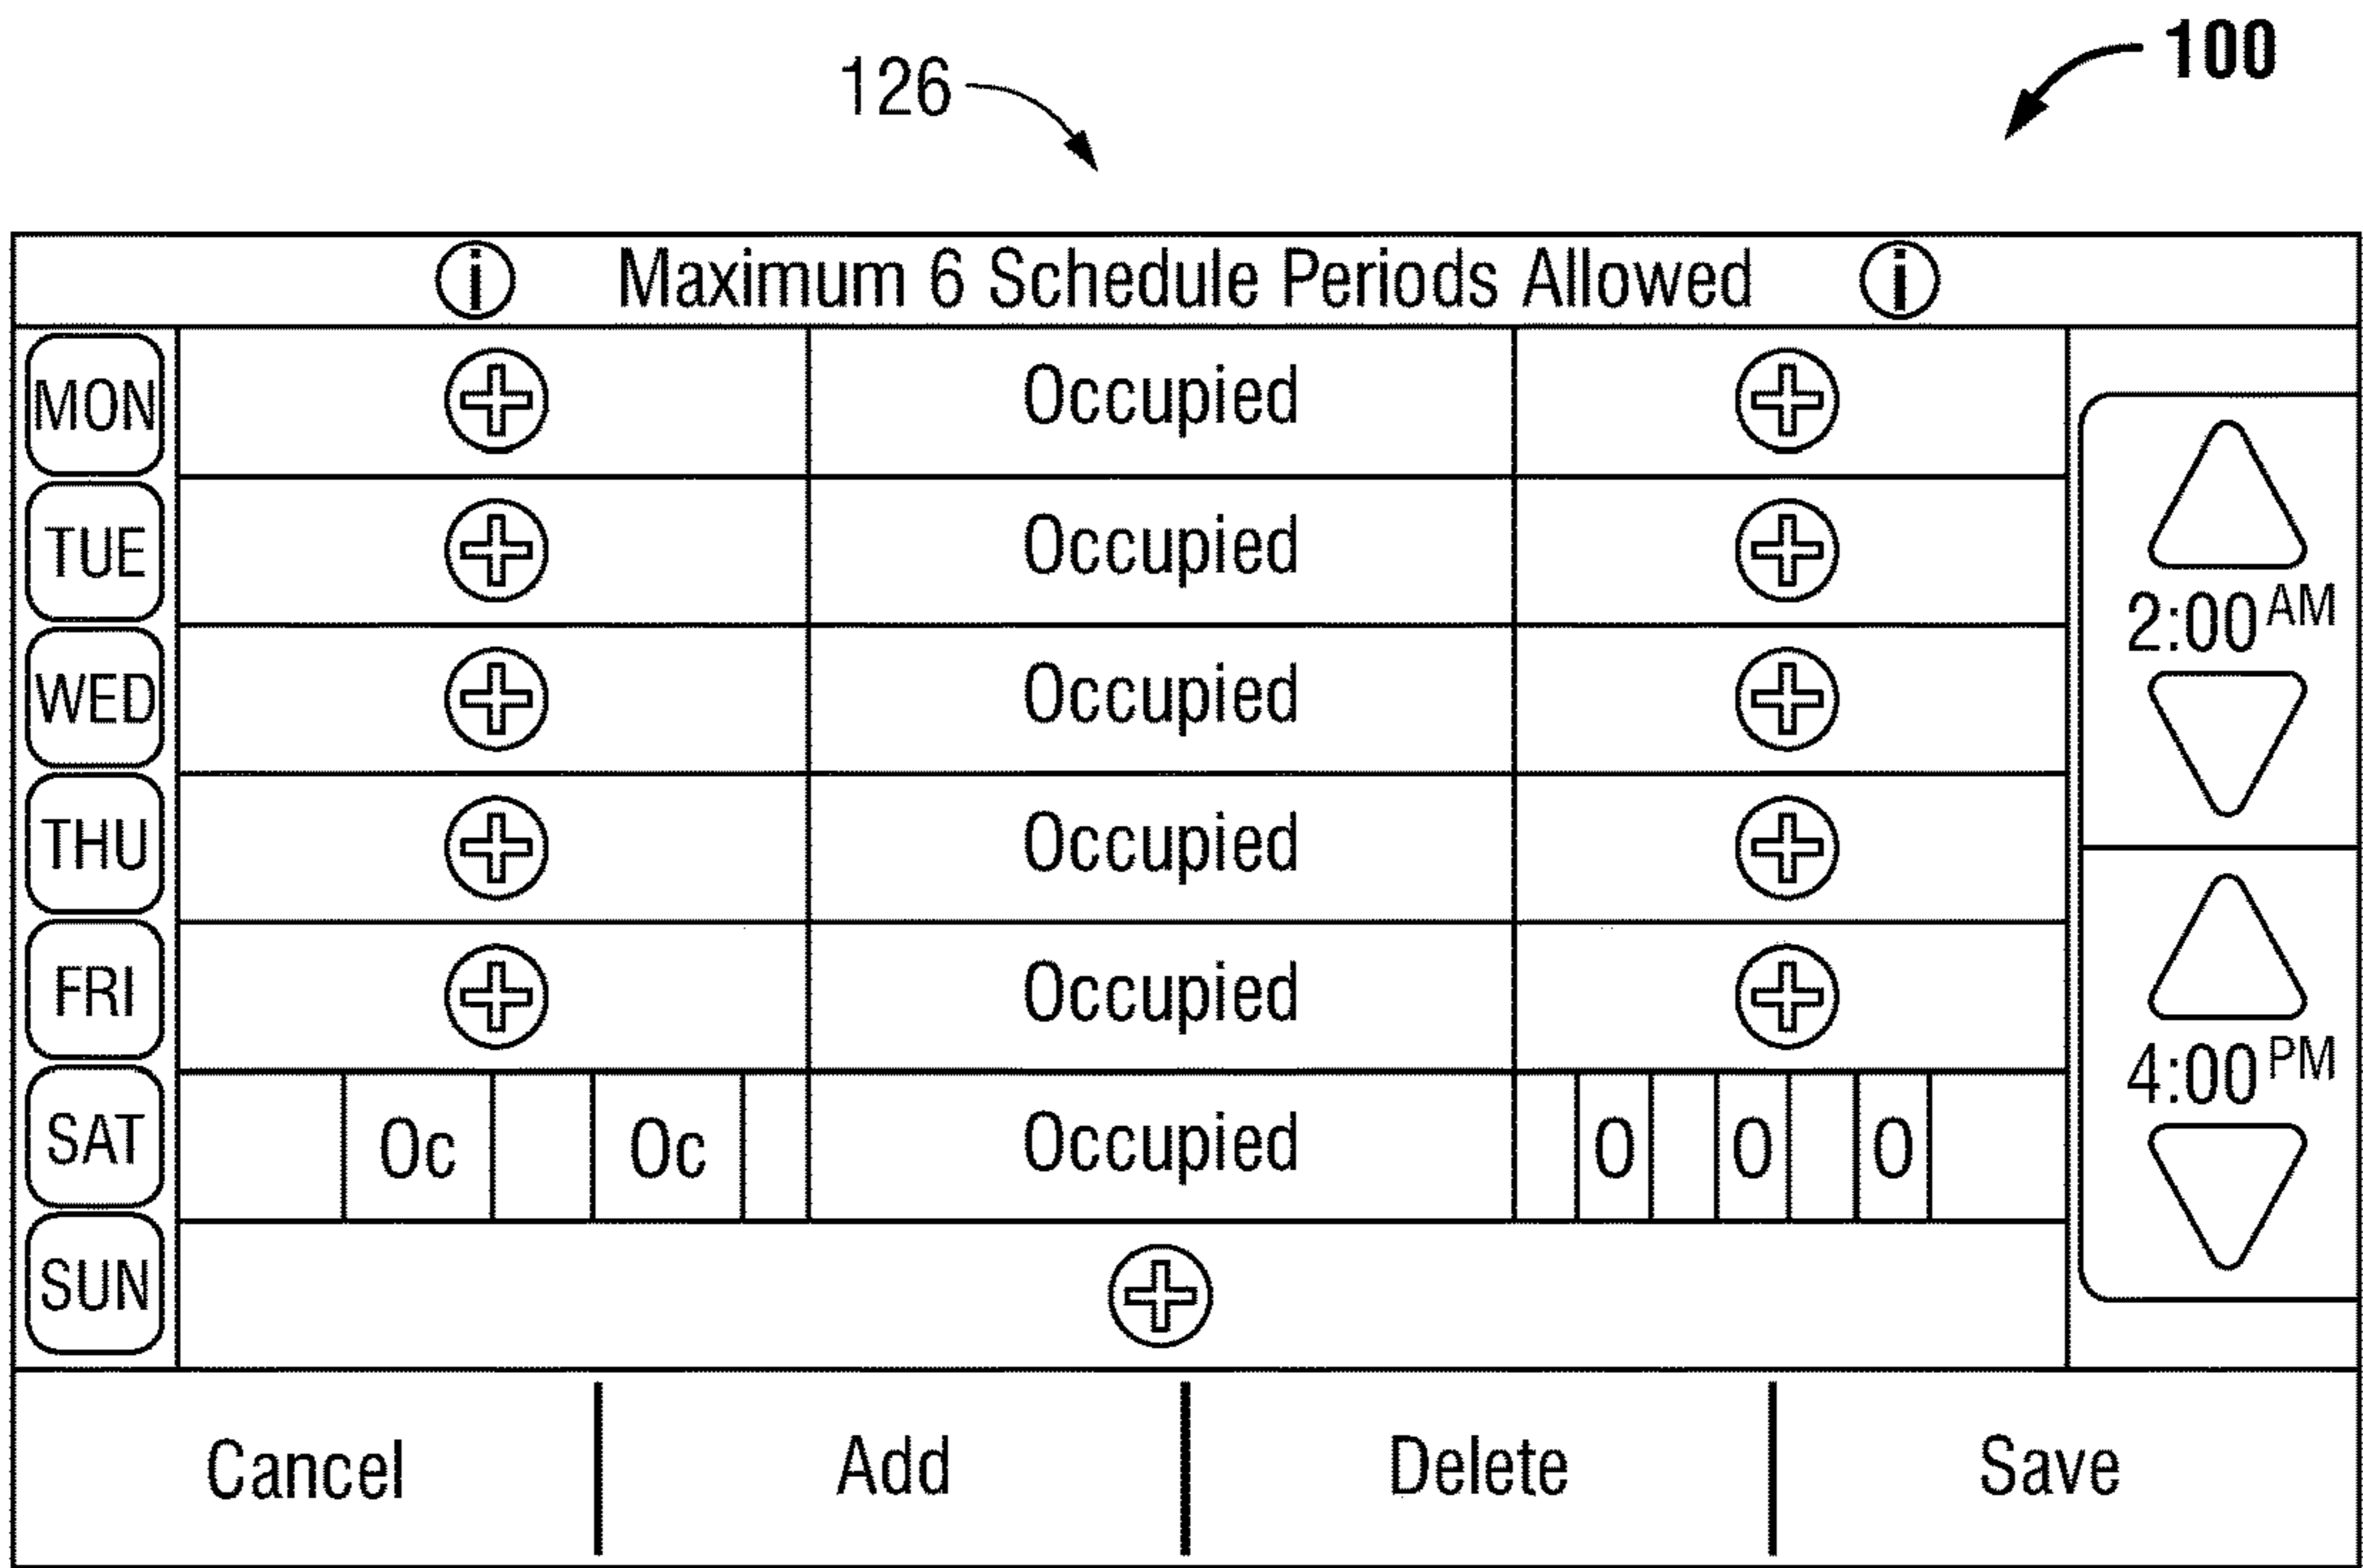 100
126
i Maximum 6 Schedule Periods Allowed i
MON Occupied
TUE Occupied
2:00 AM
WED Occupied
THU Occupied
FRI Occupied
4:00 PM
SAT Oc Oc Occupied O O O
SUN
Cancel Add Delete Save